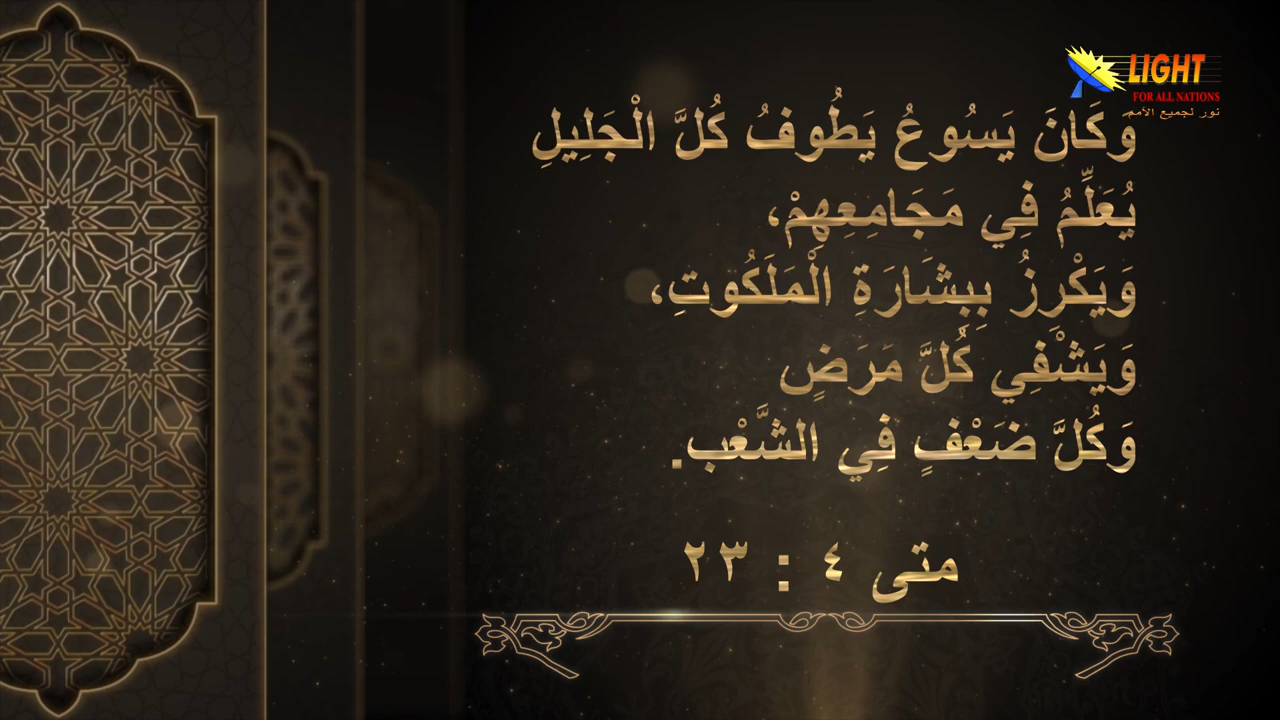 LIGHT
FOR ALL NATIONS
نور لجميع الأمم
وَكَانَ يَسُوعُ يَطُوفُ كُلَّ الْجَلِيلِ
يُعَلِّمُ فِي مَجَامِعِهِمْ،
وَيَكْرِزُ بِبِشَارَةِ الْمَلَكُوتِ،
وَيَشْفِي كُلَّ مَرَضٍ
وَكُلَّ ضَعْفٍ فِي الشَّعْب.
متى ٤ : ٢٣